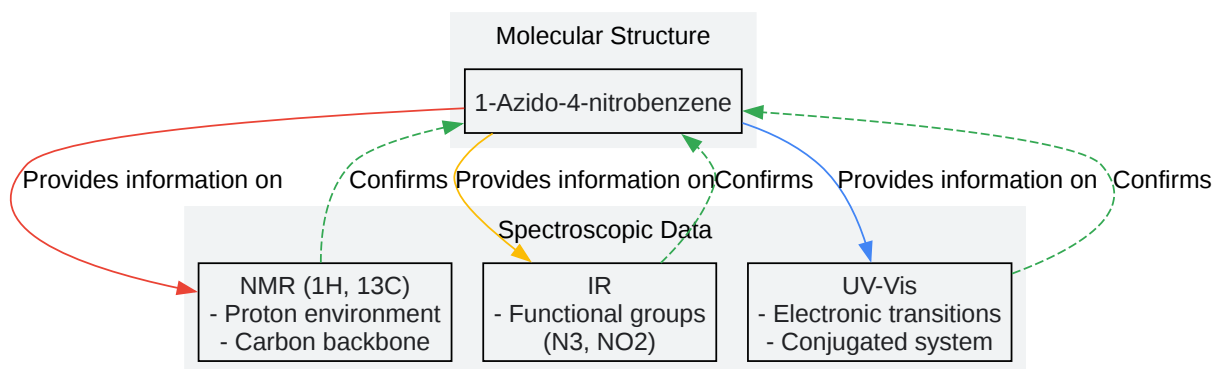 Molecular Structure
1-Azido-4-nitrobenzene
Provides information on
Confirms
Provides information on
Confirms
Provides information on
Confirms
Spectroscopic Data
NMR (1H, 13C)
- Proton environment
- Carbon backbone
IR
- Functional groups
(N3, NO2)
UV-Vis
- Electronic transitions
- Conjugated system